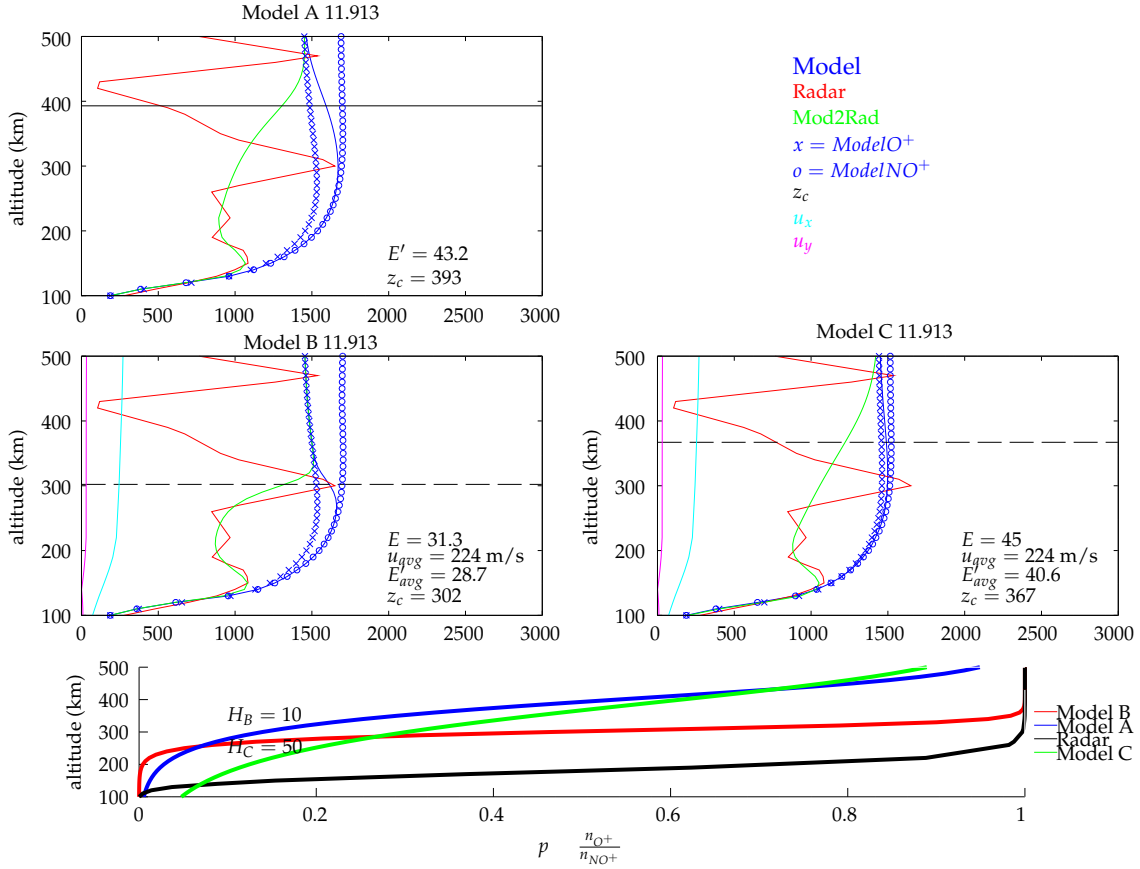 Model A 11.913
500
400
300
200
100
altitude (km)
0 500 1000 1500 2000 2500 3000
E′ = 43.2
z_c = 393
Model
Radar
Mod2Rad
x = ModelO⁺
o = ModelNO⁺
z_c
u_x
u_y
Model B 11.913
500
400
300
200
100
altitude (km)
0 500 1000 1500 2000 2500 3000
E = 31.3
u_avg = 224 m/s
E′_avg = 28.7
z_c = 302
Model C 11.913
500
400
300
200
100
altitude (km)
0 500 1000 1500 2000 2500 3000
E = 45
u_avg = 224 m/s
E′_avg = 40.6
z_c = 367
500
400
300
200
100
altitude (km)
H_B = 10
H_C = 50
0 0.2 0.4 0.6 0.8 1
p n_O⁺ / n_NO⁺
Model B
Model A
Radar
Model C